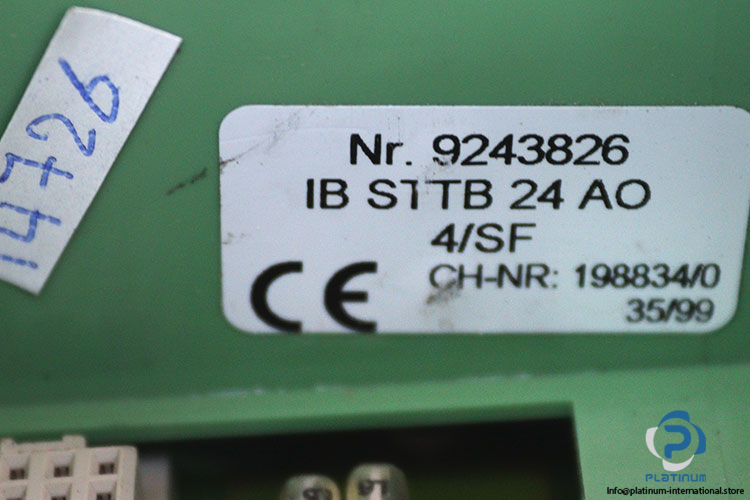 14726
Nr. 9243826
IB STTB 24 AO
4/SF
CE
CH-NR: 198834/0
35/99
PLATINUM
Info@platinum-international.store